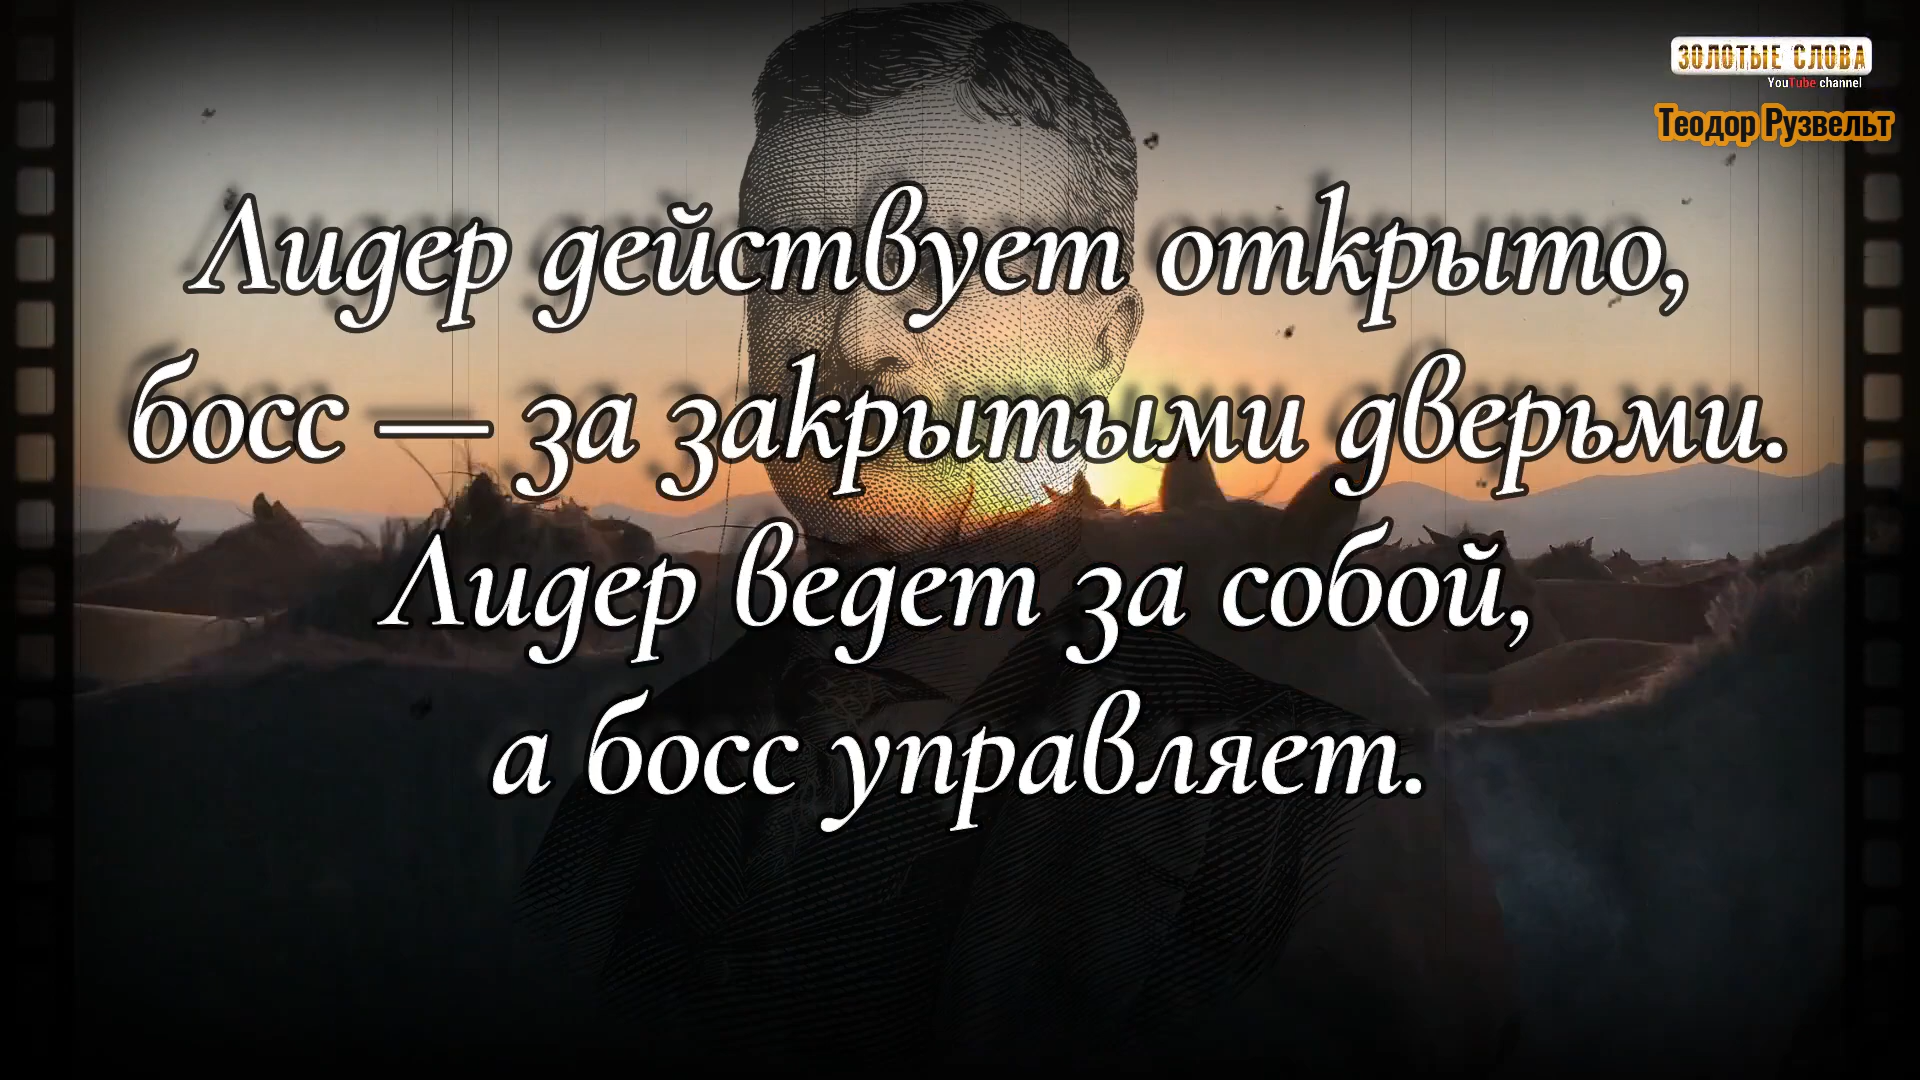 ЗОЛОТЫЕ СЛОВА
YouTube channel
Теодор Рузвельт
Лидер действует открыто,
босс — за закрытыми дверьми.
Лидер ведет за собой,
а босс управляет.